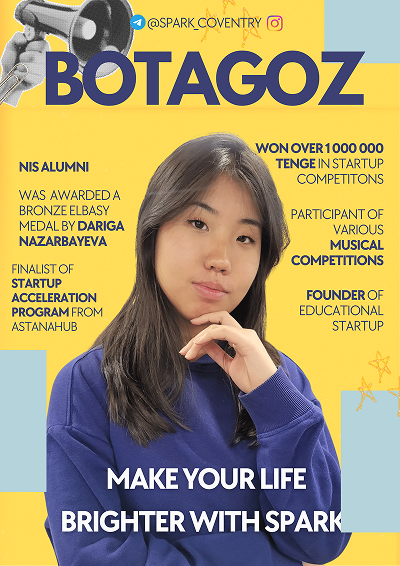 @SPARK_COVENTRY
BOTAGOZ
NIS ALUMNI
WAS AWARDED A
BRONZE ELBASY
MEDAL BY DARIGA
NAZARBAYEVA
FINALIST OF
STARTUP
ACCELERATION
PROGRAM FROM
ASTANAHUB
WON OVER 1 000 000
TENGE IN STARTUP
COMPETITONS
PARTICIPANT OF
VARIOUS
MUSICAL
COMPETITIONS
FOUNDER OF
EDUCATIONAL
STARTUP
MAKE YOUR LIFE
BRIGHTER WITH SPARK